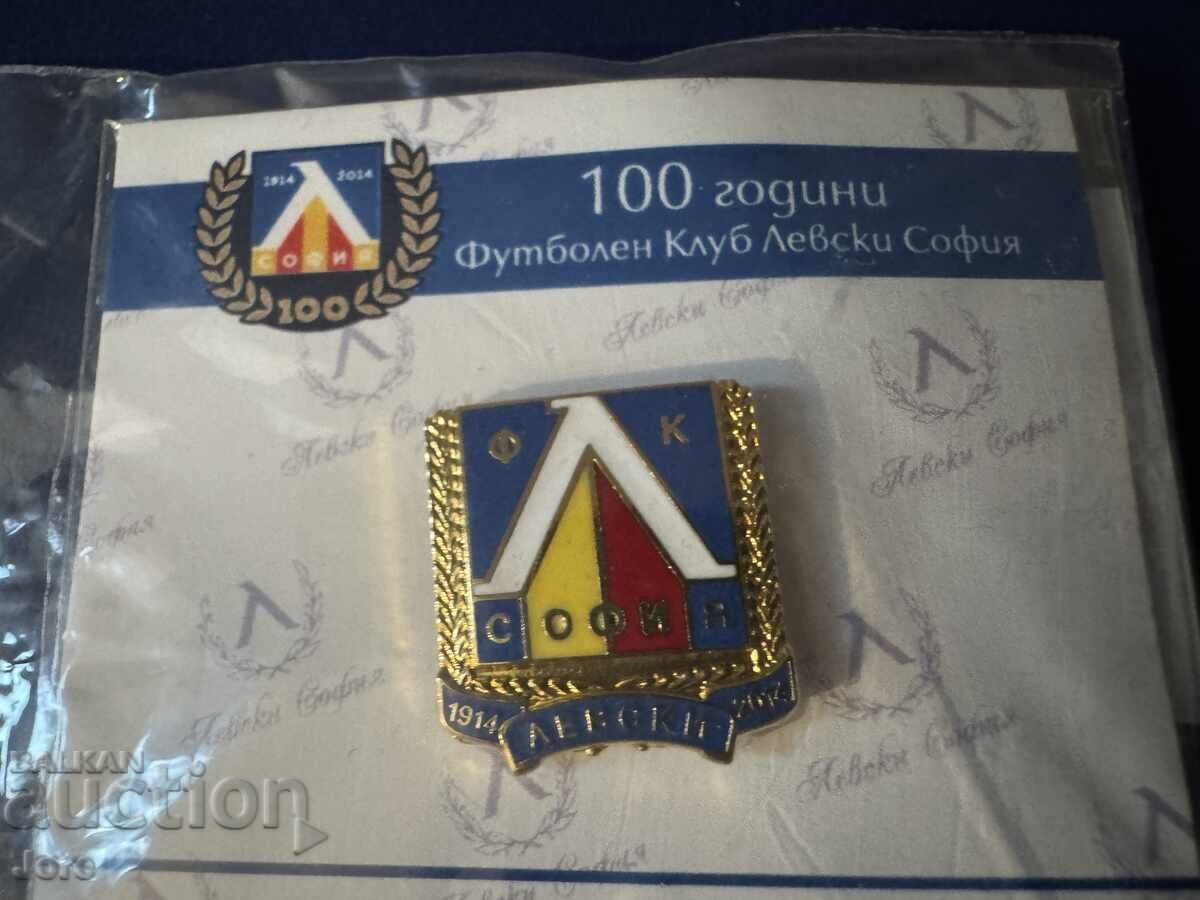 1914 2014
СОФИЯ
100
100 години
Футболен Клуб Левски София
Левски София
Левски София
Левски София
Левски София
Ф К
СОФИЯ
1914 ЛЕВСКИ 2014
BALKAN
auction
Jore